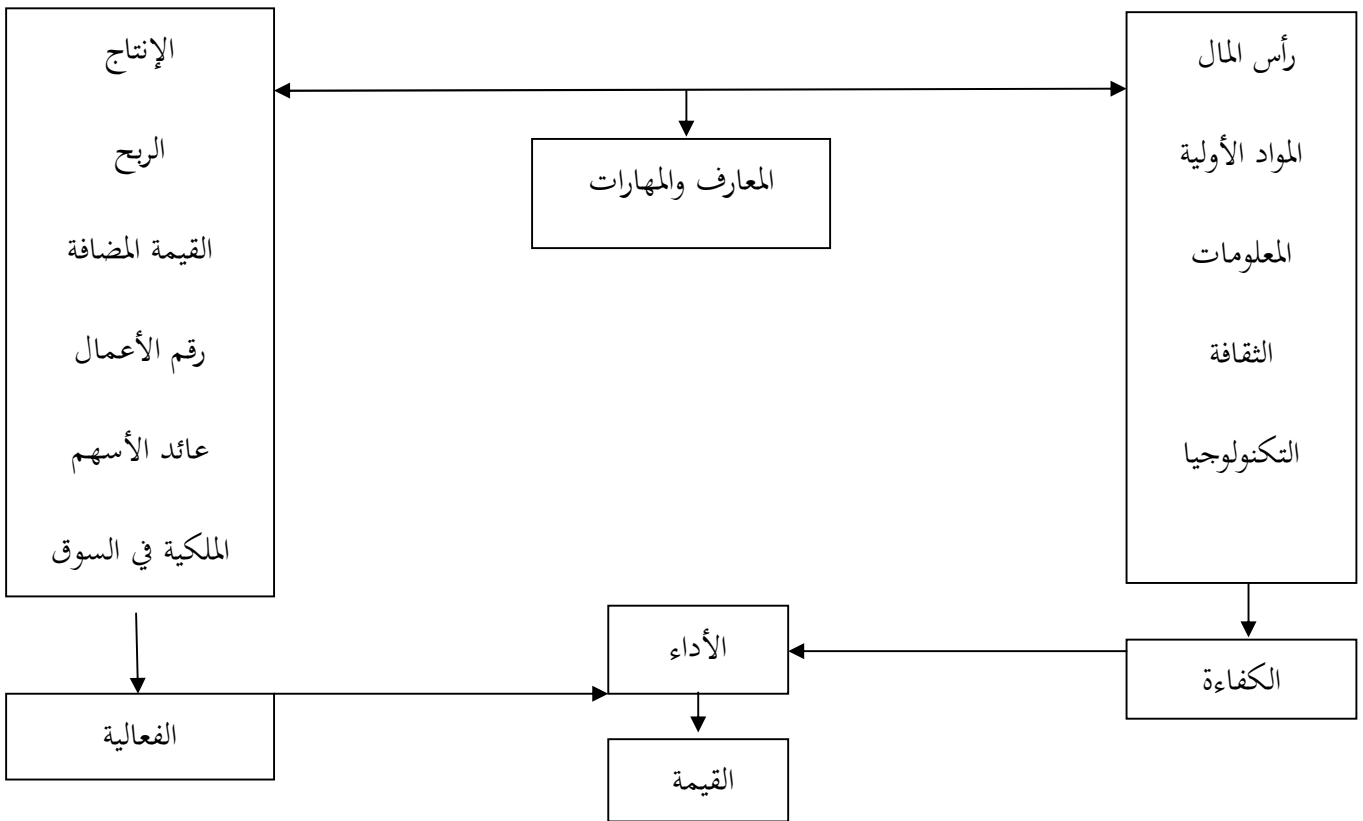 رأس المال
المواد الأولية
المعلومات
الثقافة
التكنولوجيا
المعارف والمهارات
الإنتاج
الربح
القيمة المضافة
رقم الأعمال
عائد الأسهم
الملكية في السوق
الكفاءة
الأداء
الفعالية
القيمة